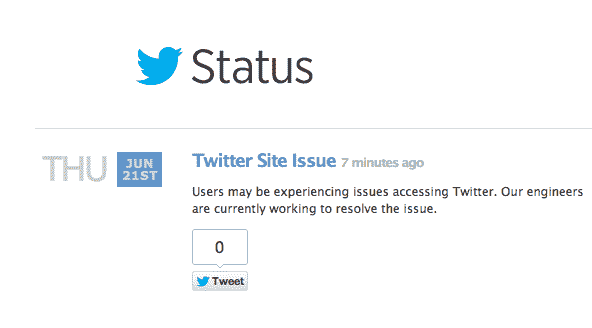 Status
THU
JUN
21ST
Twitter Site Issue 7 minutes ago
Users may be experiencing issues accessing Twitter. Our engineers
are currently working to resolve the issue.
0
Tweet